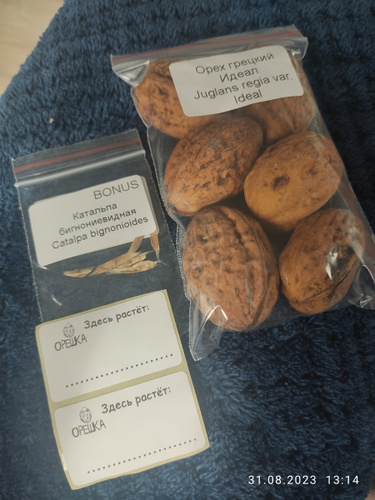 Орех грецкий
Идеал
Juglans regia var.
Ideal
BONUS
Катальпа
бигнониевидная
Catalpa bignonioides
Здесь растёт:
ОРЕШКА
Здесь растёт:
ОРЕШКА
31.08.2023 13:14